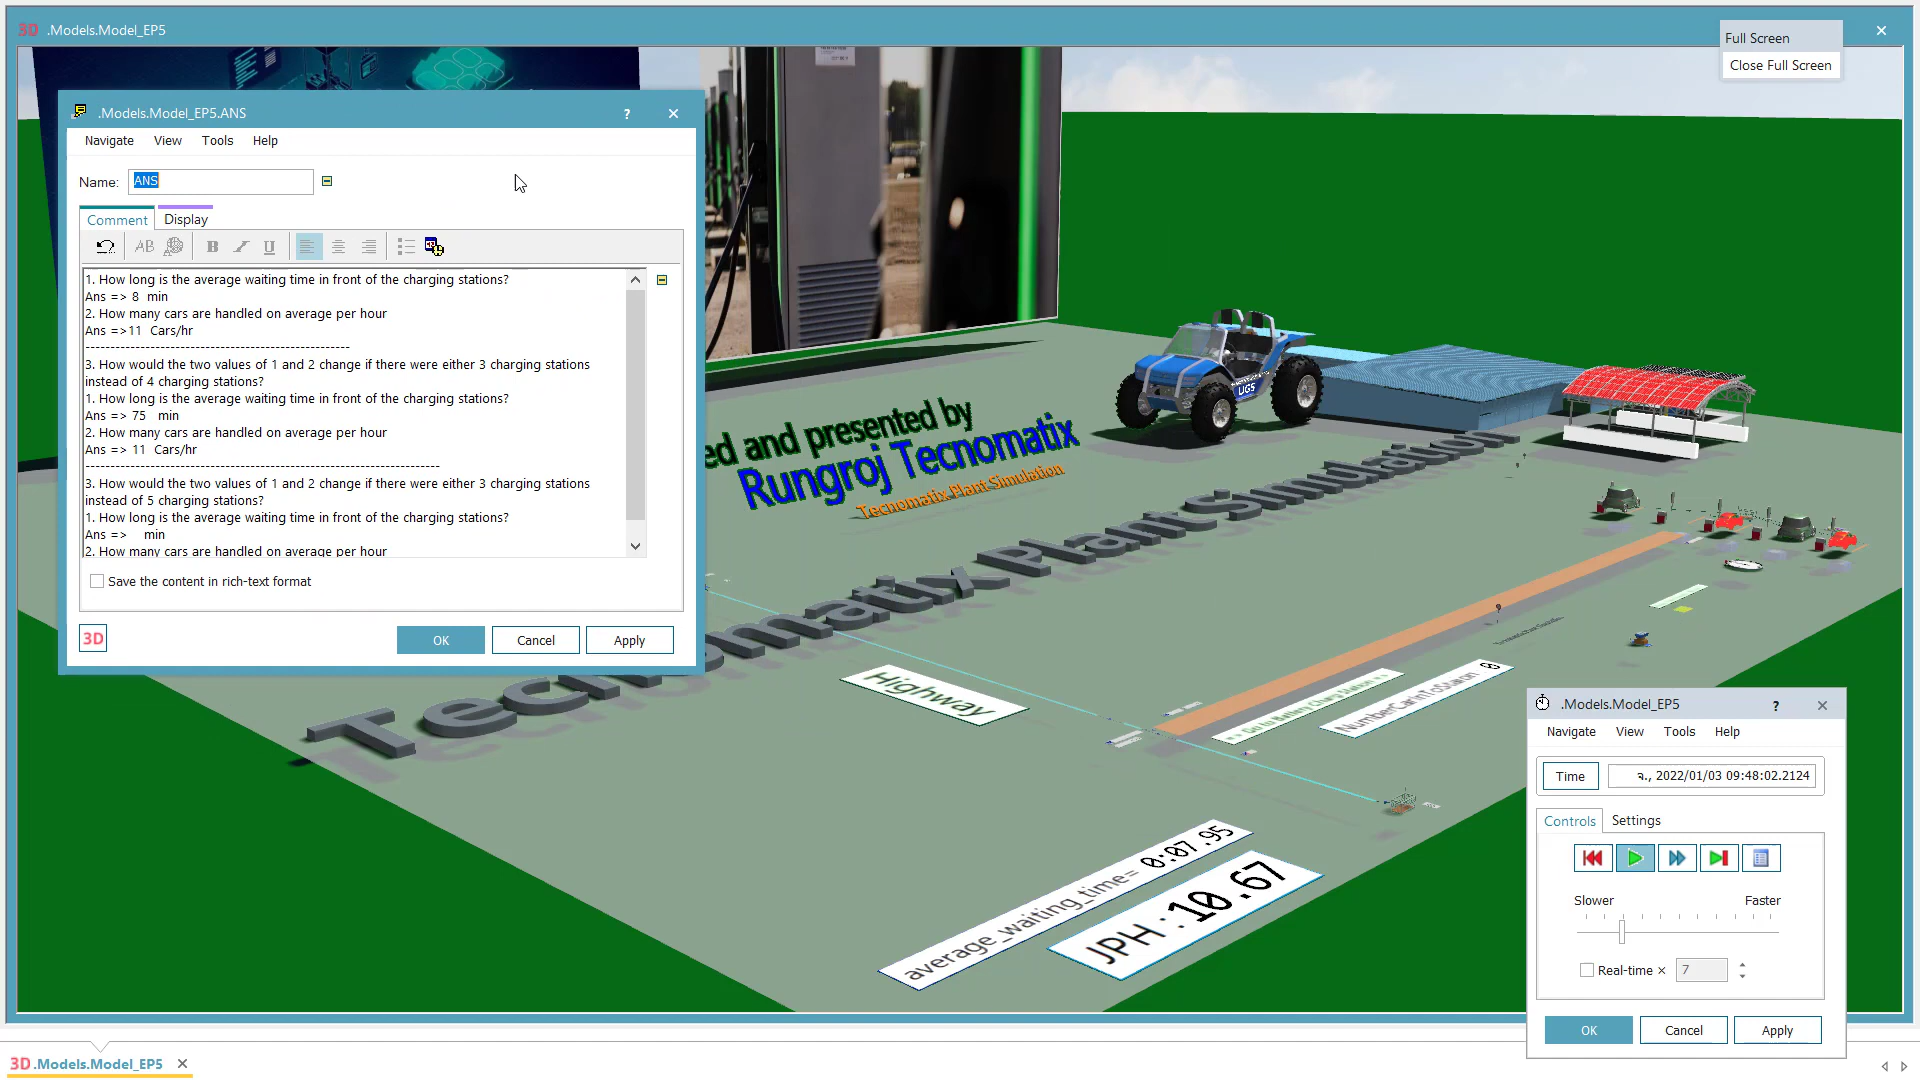 3D .Models.Model_EP5
Full Screen
Close Full Screen
.Models.Model_EP5.ANS
? 
Navigate View Tools Help
Name: ANS
Comment Display
AB B I U
1. How long is the average waiting time in front of the charging stations?
Ans => 8 min
2. How many cars are handled on average per hour
Ans =>11 Cars/hr
-----------------------------------------------------
3. How would the two values of 1 and 2 change if there were either 3 charging stations
instead of 4 charging stations?
1. How long is the average waiting time in front of the charging stations?
Ans => 75 min
2. How many cars are handled on average per hour
Ans => 11 Cars/hr
-----------------------------------------------------------------------
3. How would the two values of 1 and 2 change if there were either 3 charging stations
instead of 5 charging stations?
1. How long is the average waiting time in front of the charging stations?
Ans => min
2. How many cars are handled on average per hour
Save the content in rich-text format
3D OK Cancel Apply
ed and presented by
Rungroj Tecnomatix
Tecnomatix Plant Simulation
UGS
Tecnomatix Plant Simulation
Highway
=> Go to Battery Charg Station =>
NumberCarInToStation 0
average_waiting_time= 0:07.95
JPH :10.67
.Models.Model_EP5
?
Navigate View Tools Help
Time จ., 2022/01/03 09:48:02.2124
Controls Settings
Slower Faster
Real-time × 7
OK Cancel Apply
3D .Models.Model_EP5